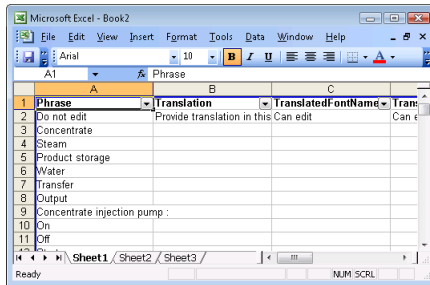 Microsoft Excel - Book2
File Edit View Insert Format Tools Data Window Help
Arial 10 B I U A
A1 fx Phrase
A B C
1 Phrase Translation TranslatedFontName Trans
2 Do not edit Provide translation in this Can edit Can e
3 Concentrate
4 Steam
5 Product storage
6 Water
7 Transfer
8 Output
9 Concentrate injection pump :
10 On
11 Off
Sheet1 Sheet2 Sheet3
Ready NUM SCRL